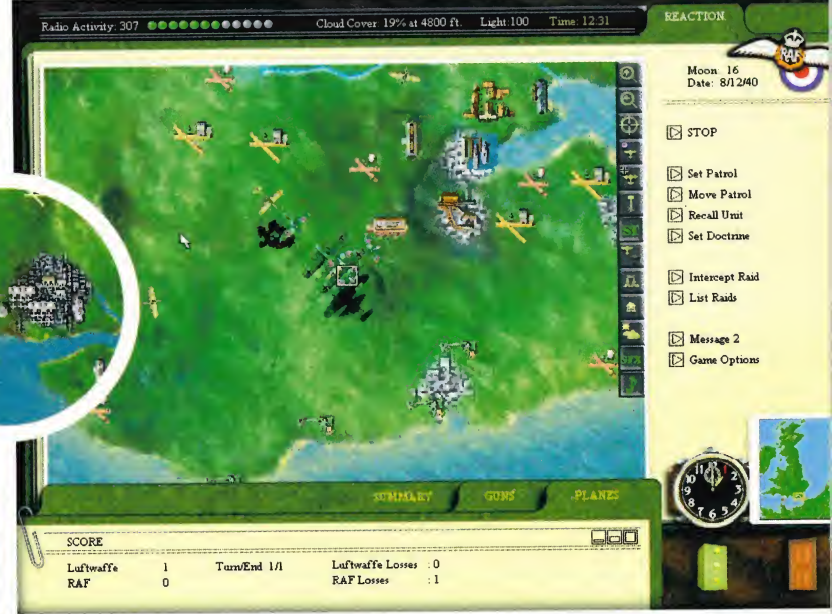 Radio Activity: 307
Cloud Cover: 19% at 4800 ft.
Light:100
Time: 12:31
REACTION
RAF
Moon: 16
Date: 8/12/40
STOP
Set Patrol
Move Patrol
Recall Unit
Set Doctrine
Intercept Raid
List Raids
Message 2
Game Options
SUMMARY
GUNS
PLANES
SCORE
Luftwaffe 1 Turn/End 1/1 Luftwaffe Losses : 0
RAF 0 RAF Losses : 1